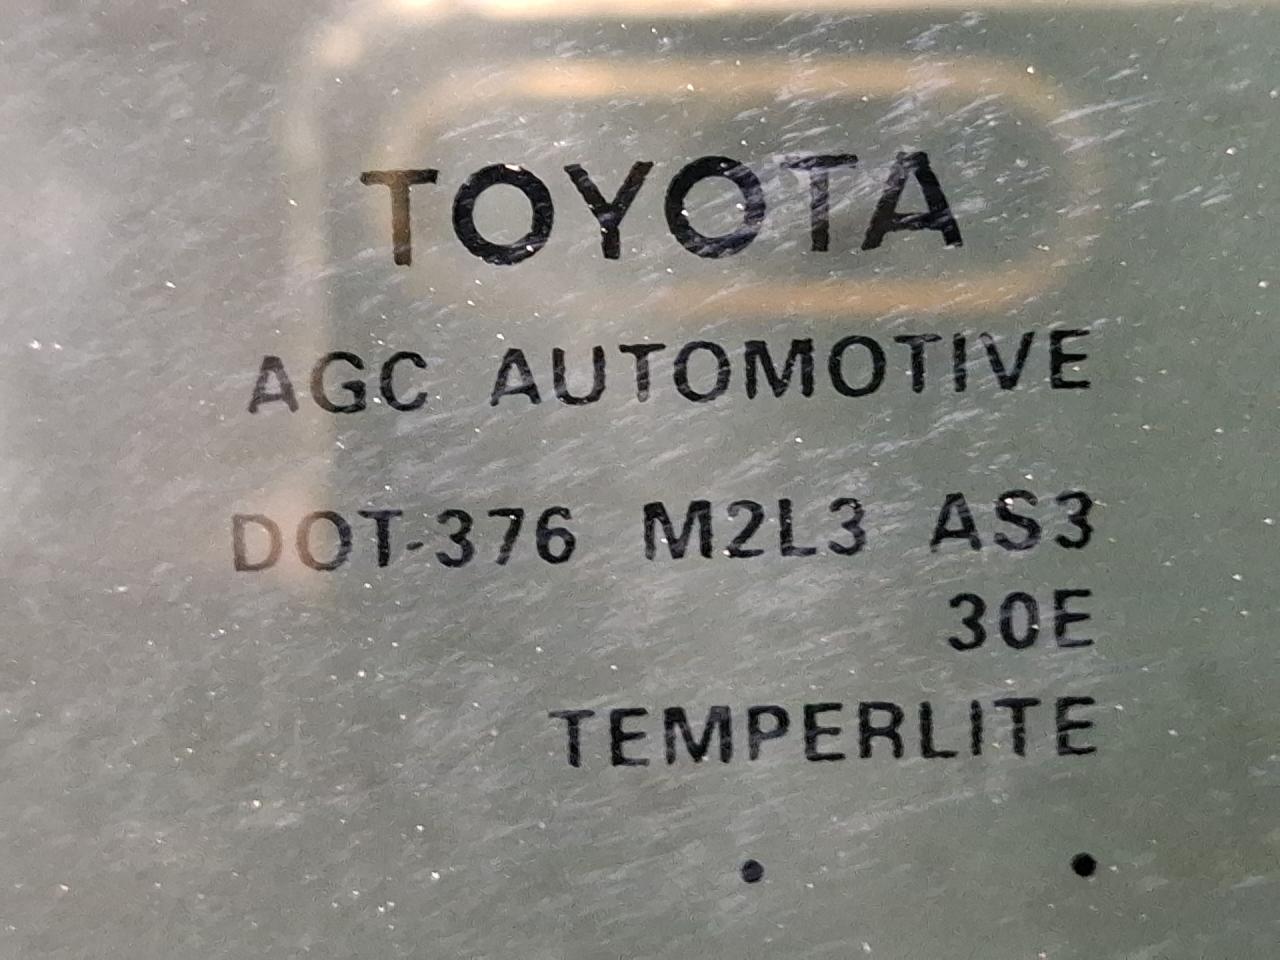 TOYOTA
AGC AUTOMOTIVE
DOT-376 M2L3 AS3
30E
TEMPERLITE